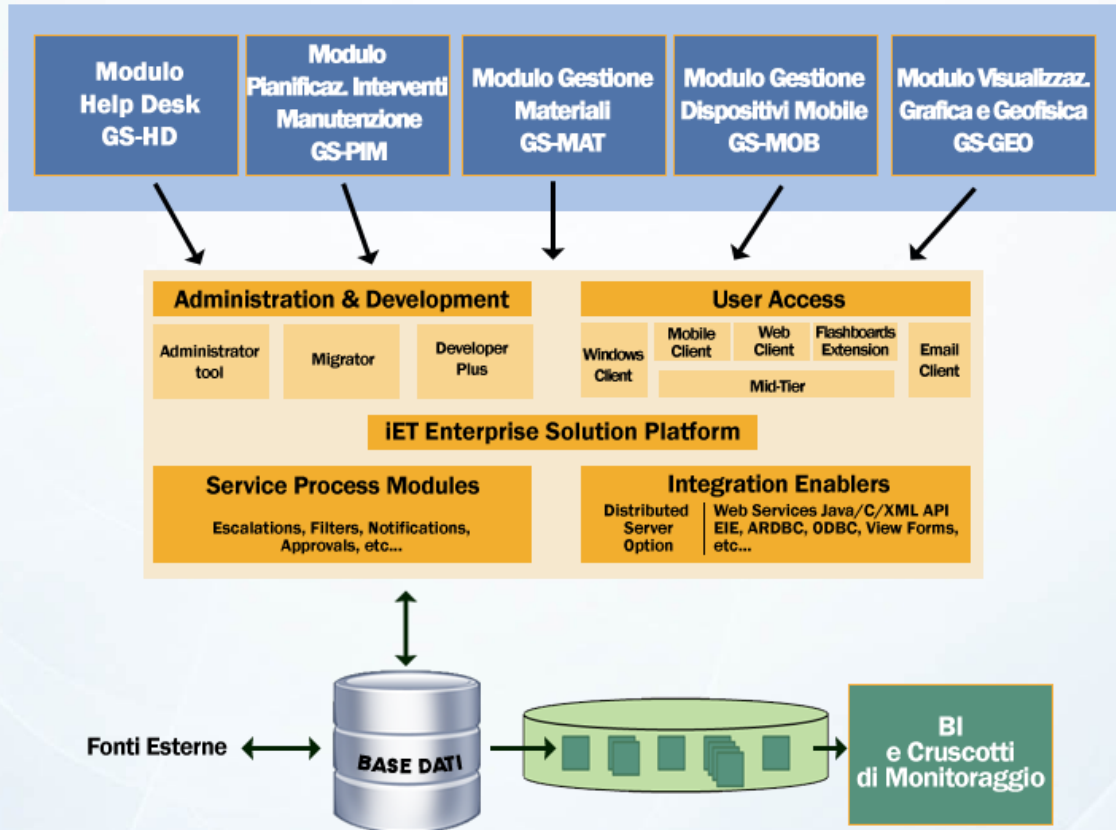 Modulo
Help Desk
GS-HD
Modulo
Pianificaz. Interventi
Manutenzione
GS-PIM
Modulo Gestione
Materiali
GS-MAT
Modulo Gestione
Dispositivi Mobile
GS-MOB
Modulo Visualizzaz.
Grafica e Geofisica
GS-GEO
Administration & Development
Administrator
tool
Migrator
Developer
Plus
User Access
Windows
Client
Mobile
Client
Web
Client
Flashboards
Extension
Mid-Tier
Email
Client
iET Enterprise Solution Platform
Service Process Modules
Escalations, Filters, Notifications,
Approvals, etc...
Integration Enablers
Distributed
Server
Option
Web Services Java/C/XML API
EIE, ARDBC, ODBC, View Forms,
etc...
Fonti Esterne
BASE DATI
BI
e Cruscotti
di Monitoraggio